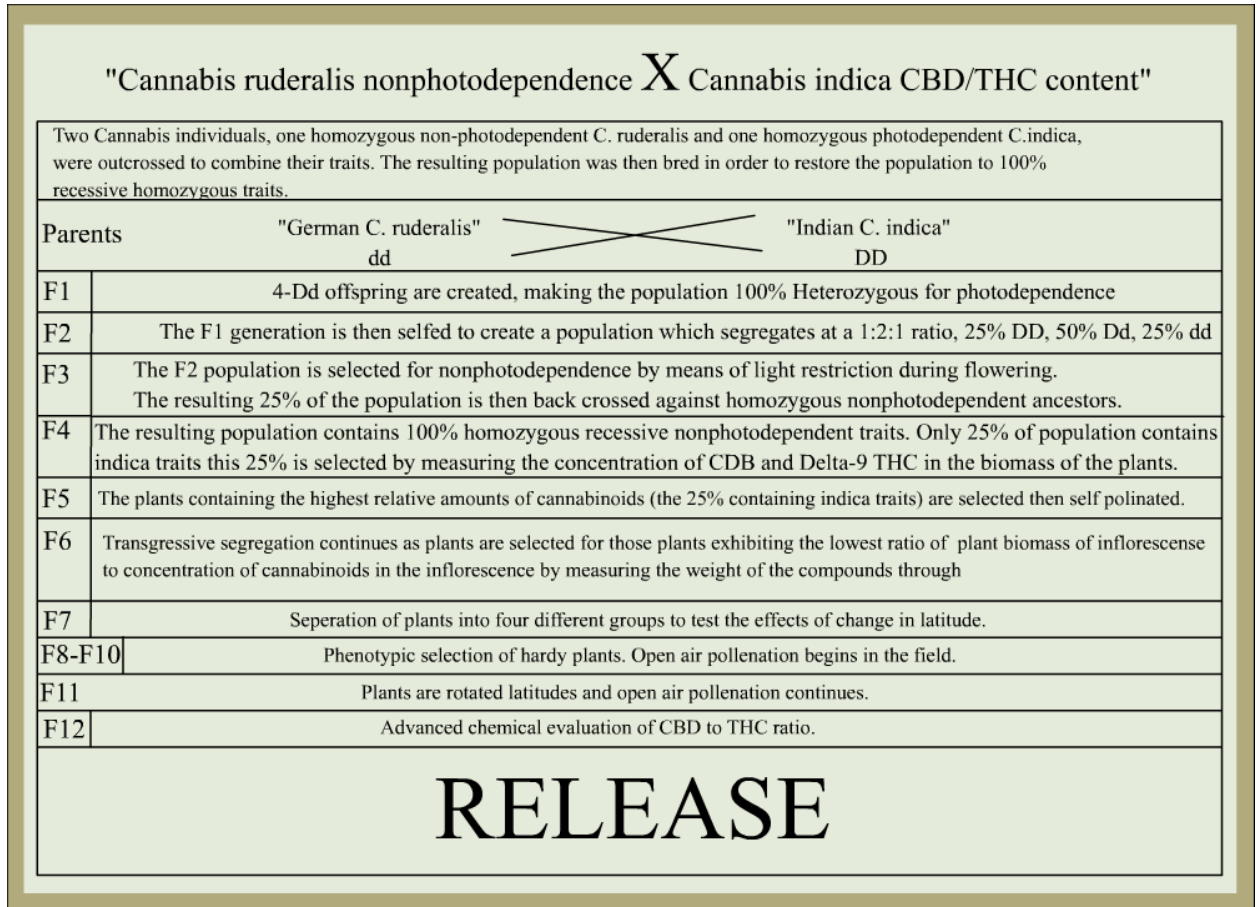 "Cannabis ruderalis nonphotodependence X Cannabis indica CBD/THC content"
Two Cannabis individuals, one homozygous non-photodependent C. ruderalis and one homozygous photodependent C.indica,
were outcrossed to combine their traits. The resulting population was then bred in order to restore the population to 100%
recessive homozygous traits.
Parents "German C. ruderalis" "Indian C. indica"
dd DD
F1 4-Dd offspring are created, making the population 100% Heterozygous for photodependence
F2 The F1 generation is then selfed to create a population which segregates at a 1:2:1 ratio, 25% DD, 50% Dd, 25% dd
F3 The F2 population is selected for nonphotodependence by means of light restriction during flowering.
The resulting 25% of the population is then back crossed against homozygous nonphotodependent ancestors.
F4 The resulting population contains 100% homozygous recessive nonphotodependent traits. Only 25% of population contains
indica traits this 25% is selected by measuring the concentration of CDB and Delta-9 THC in the biomass of the plants.
F5 The plants containing the highest relative amounts of cannabinoids (the 25% containing indica traits) are selected then self polinated.
F6 Transgressive segregation continues as plants are selected for those plants exhibiting the lowest ratio of plant biomass of inflorescense
to concentration of cannabinoids in the inflorescence by measuring the weight of the compounds through
F7 Seperation of plants into four different groups to test the effects of change in latitude.
F8-F10 Phenotypic selection of hardy plants. Open air pollenation begins in the field.
F11 Plants are rotated latitudes and open air pollenation continues.
F12 Advanced chemical evaluation of CBD to THC ratio.
RELEASE